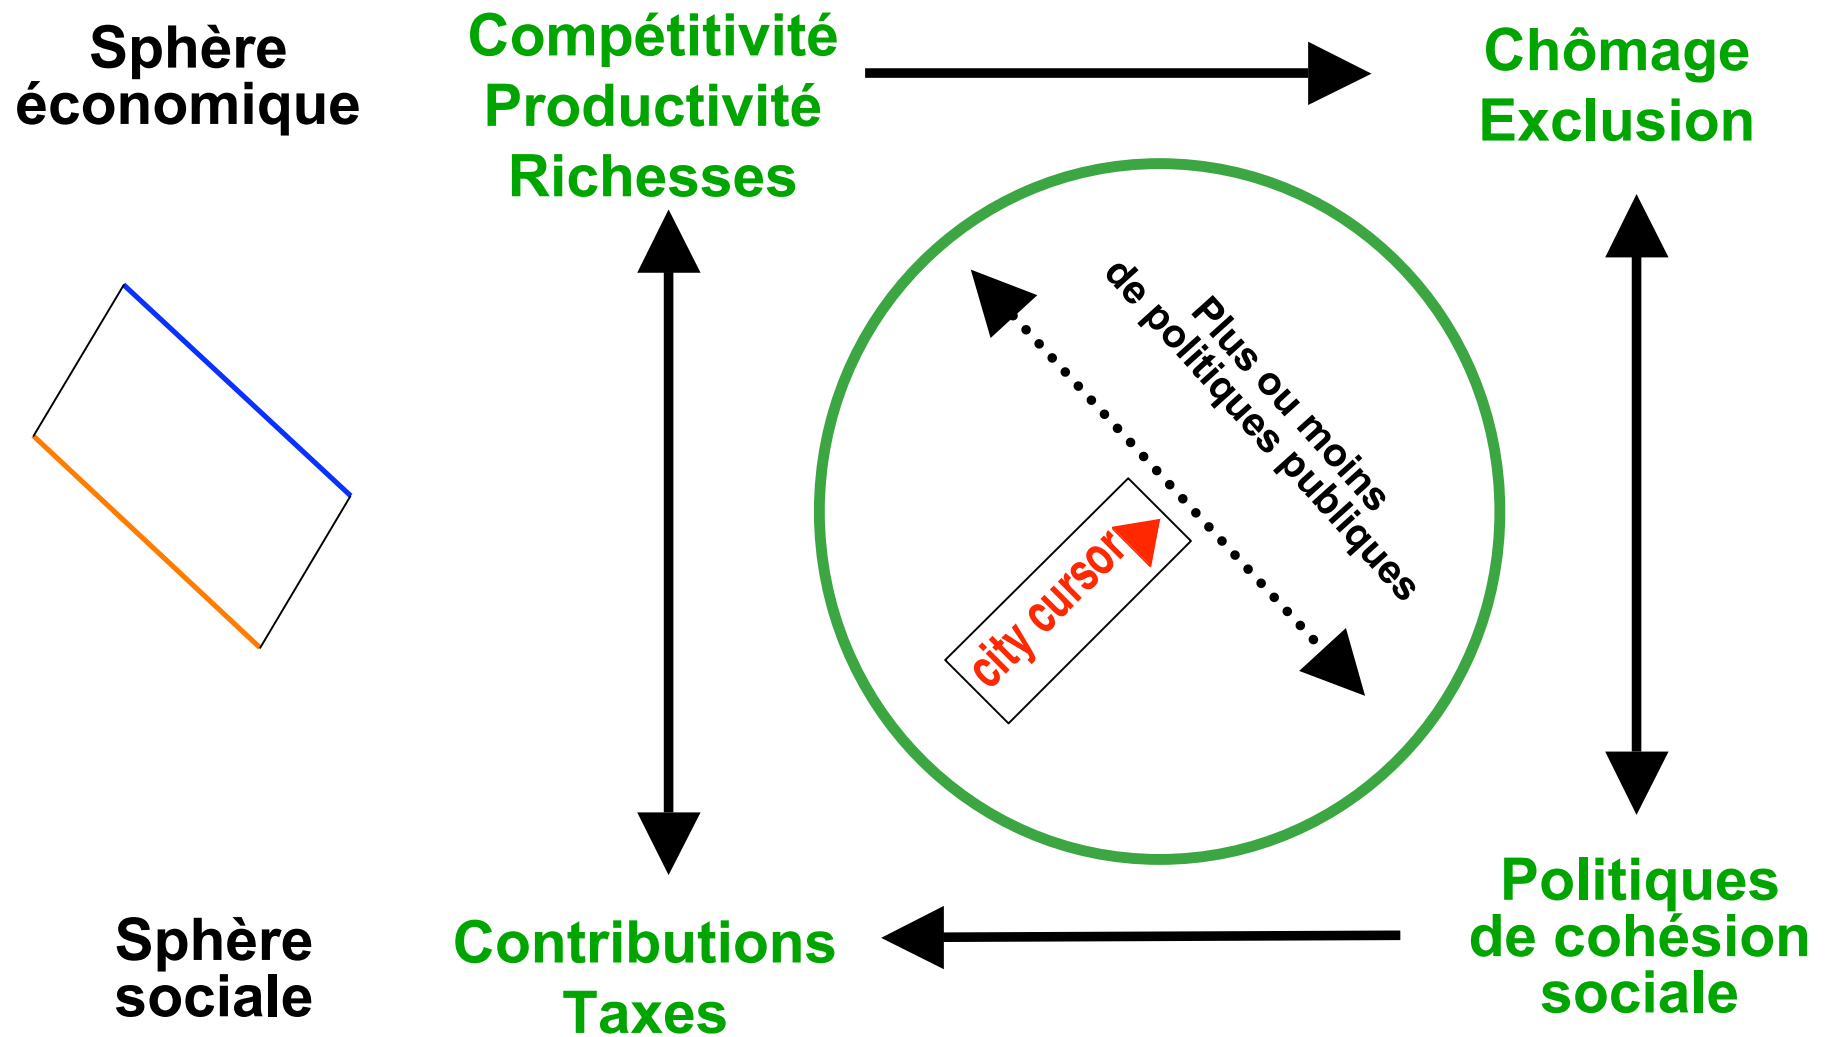 Sphère
économique
Compétitivité
Productivité
Richesses
Chômage
Exclusion
Plus ou moins
de politiques publiques
city cursor
Sphère
sociale
Contributions
Taxes
Politiques
de cohésion
sociale